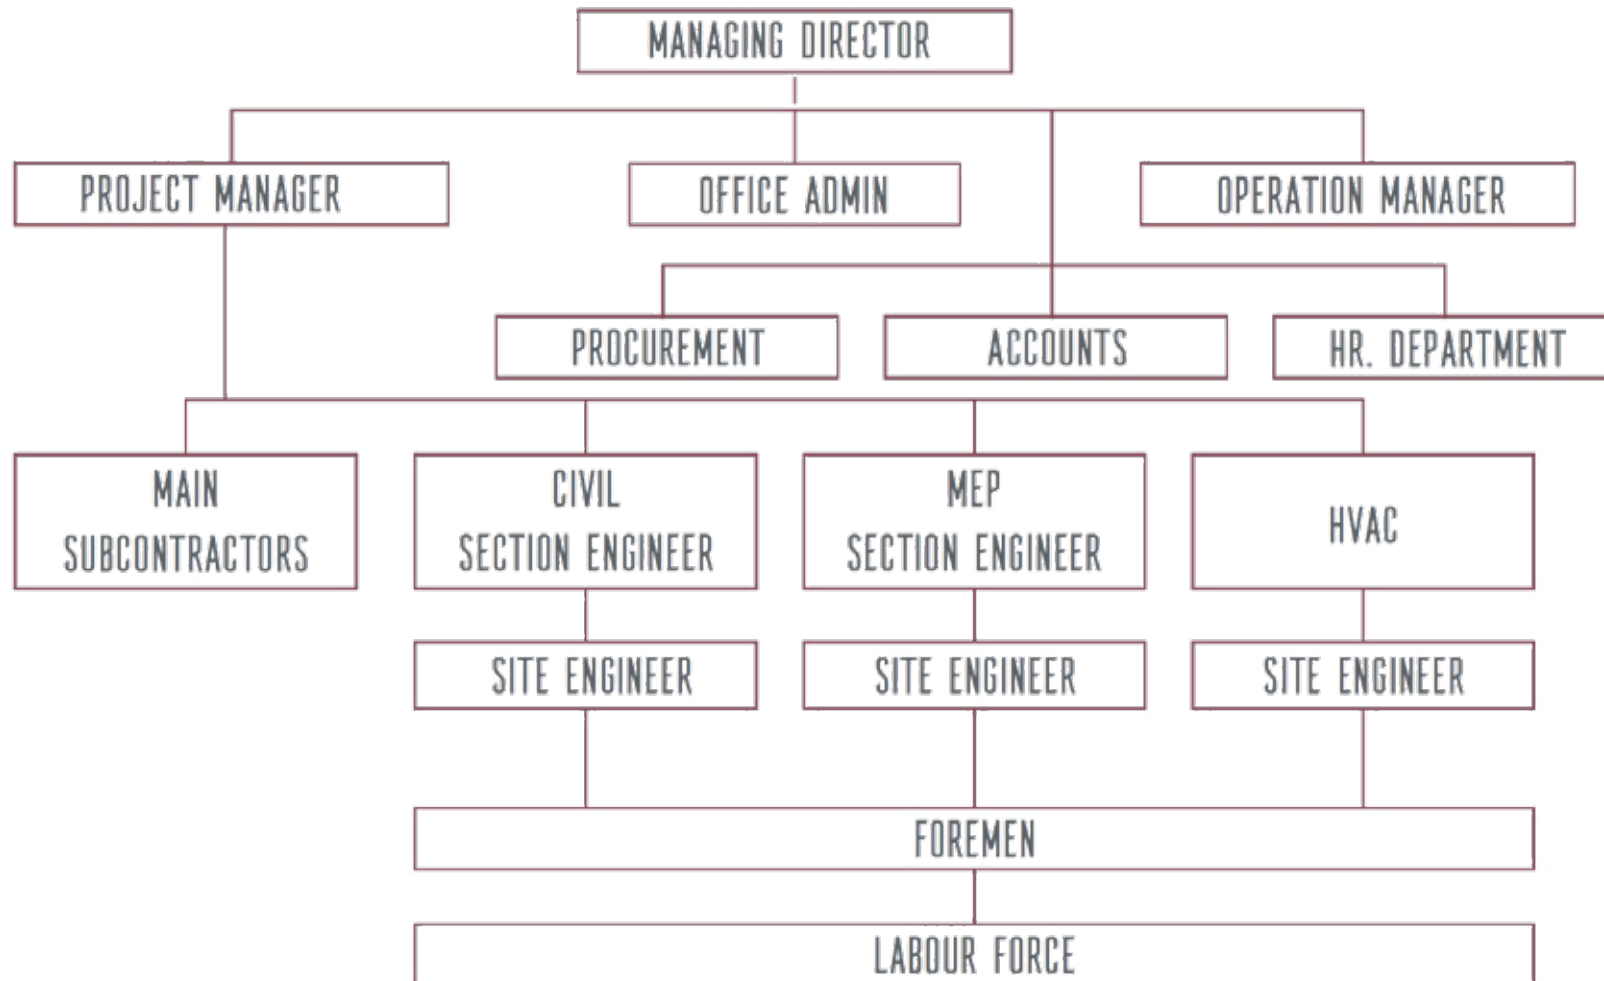 MANAGING DIRECTOR
PROJECT MANAGER
OFFICE ADMIN
OPERATION MANAGER
PROCUREMENT
ACCOUNTS
HR. DEPARTMENT
MAIN
SUBCONTRACTORS
CIVIL
SECTION ENGINEER
MEP
SECTION ENGINEER
HVAC
SITE ENGINEER
SITE ENGINEER
SITE ENGINEER
FOREMEN
LABOUR FORCE